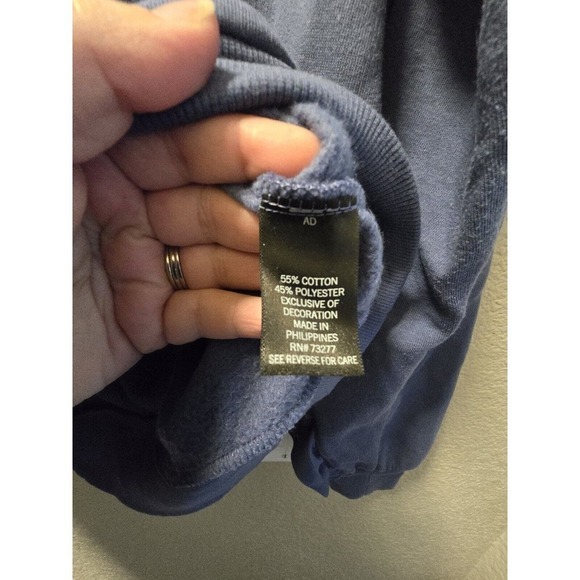 AD
55% COTTON
45% POLYESTER
EXCLUSIVE OF
DECORATION
MADE IN
PHILIPPINES
RN# 73277
SEE REVERSE FOR CARE